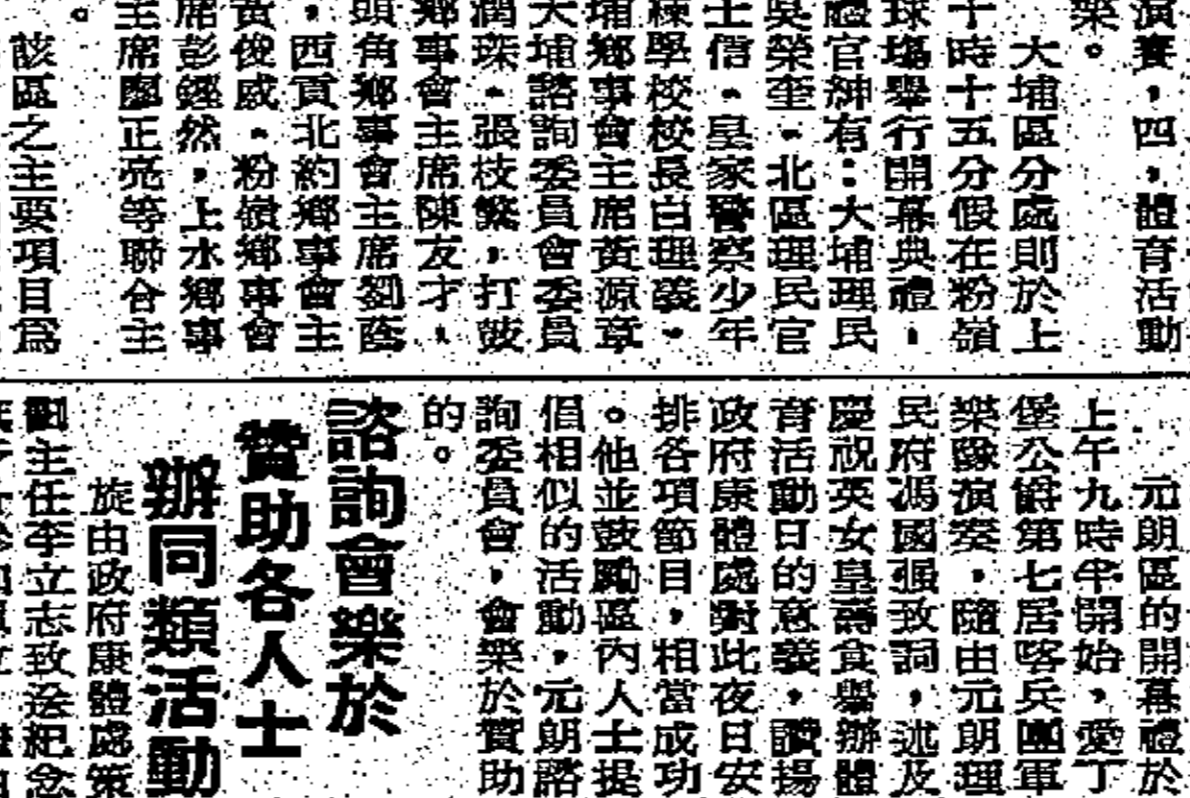 演賽，四，體育活動
樂。
大埔區分處則於上
十時十五分假在粉嶺
球塲舉行開幕典禮，
禮官紳有：大埔理民
吳榮奎、北區理民官
士信、皇家警察少年
練學校校長白理義、
埔鄉事會主席黃源章
大埔諮詢委員會委員
潤琛、張枝繁，打鼓
鄉事會主席陳友才、
頭角鄉事會主席劉蔭
，西貢北約鄉事會主
黃俊威、粉嶺鄉事會
席彭經然，上水鄉事
主席廖正亮等聯合主
。
該區之主要項目爲
元朗區的開幕禮於
上午九時半開始，愛丁
堡公爵第七居喀兵團軍
樂隊演奏，隨由元朗理
民府馮國强致詞，述及
慶祝英女皇壽食舉辦體
育活動日的意義，讚揚
政府康體處對此夜日安
排各項節目，相當成功
。他並鼓勵區內人士提
倡相似的活動，元朗諮
詢委員會，會樂於贊助
的。
諮詢會樂於
贊助各人士
辦同類活動
旋由政府康體處策
劃主任李立志致送紀念